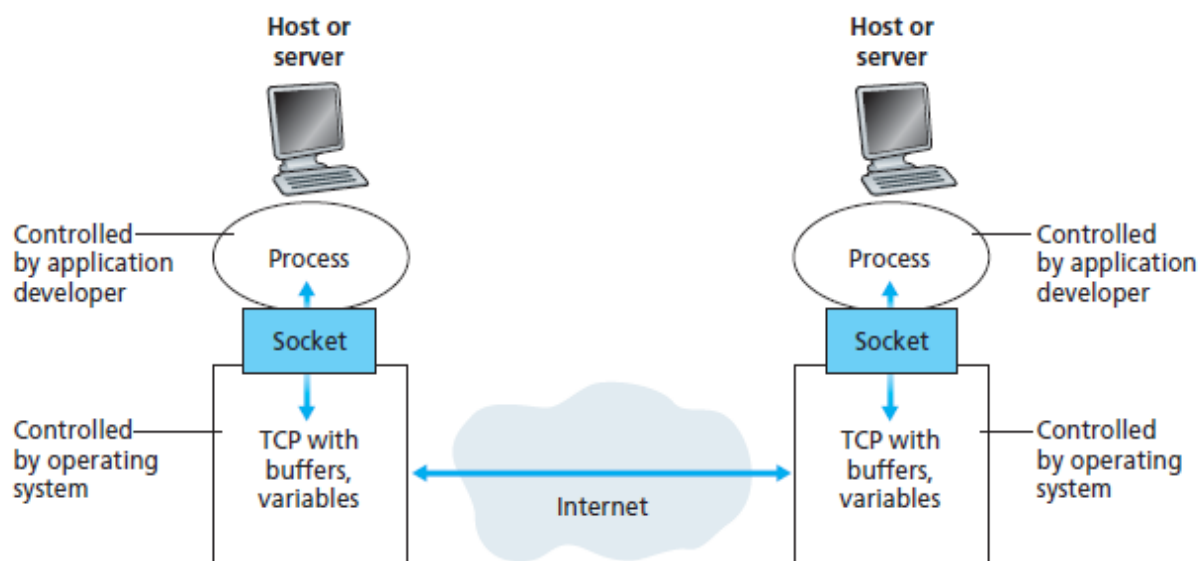 Host or
server
Host or
server
Controlled
by application
developer
Process
Process
Controlled
by application
developer
Socket
Socket
Controlled
by operating
system
TCP with
buffers,
variables
Internet
TCP with
buffers,
variables
Controlled
by operating
system